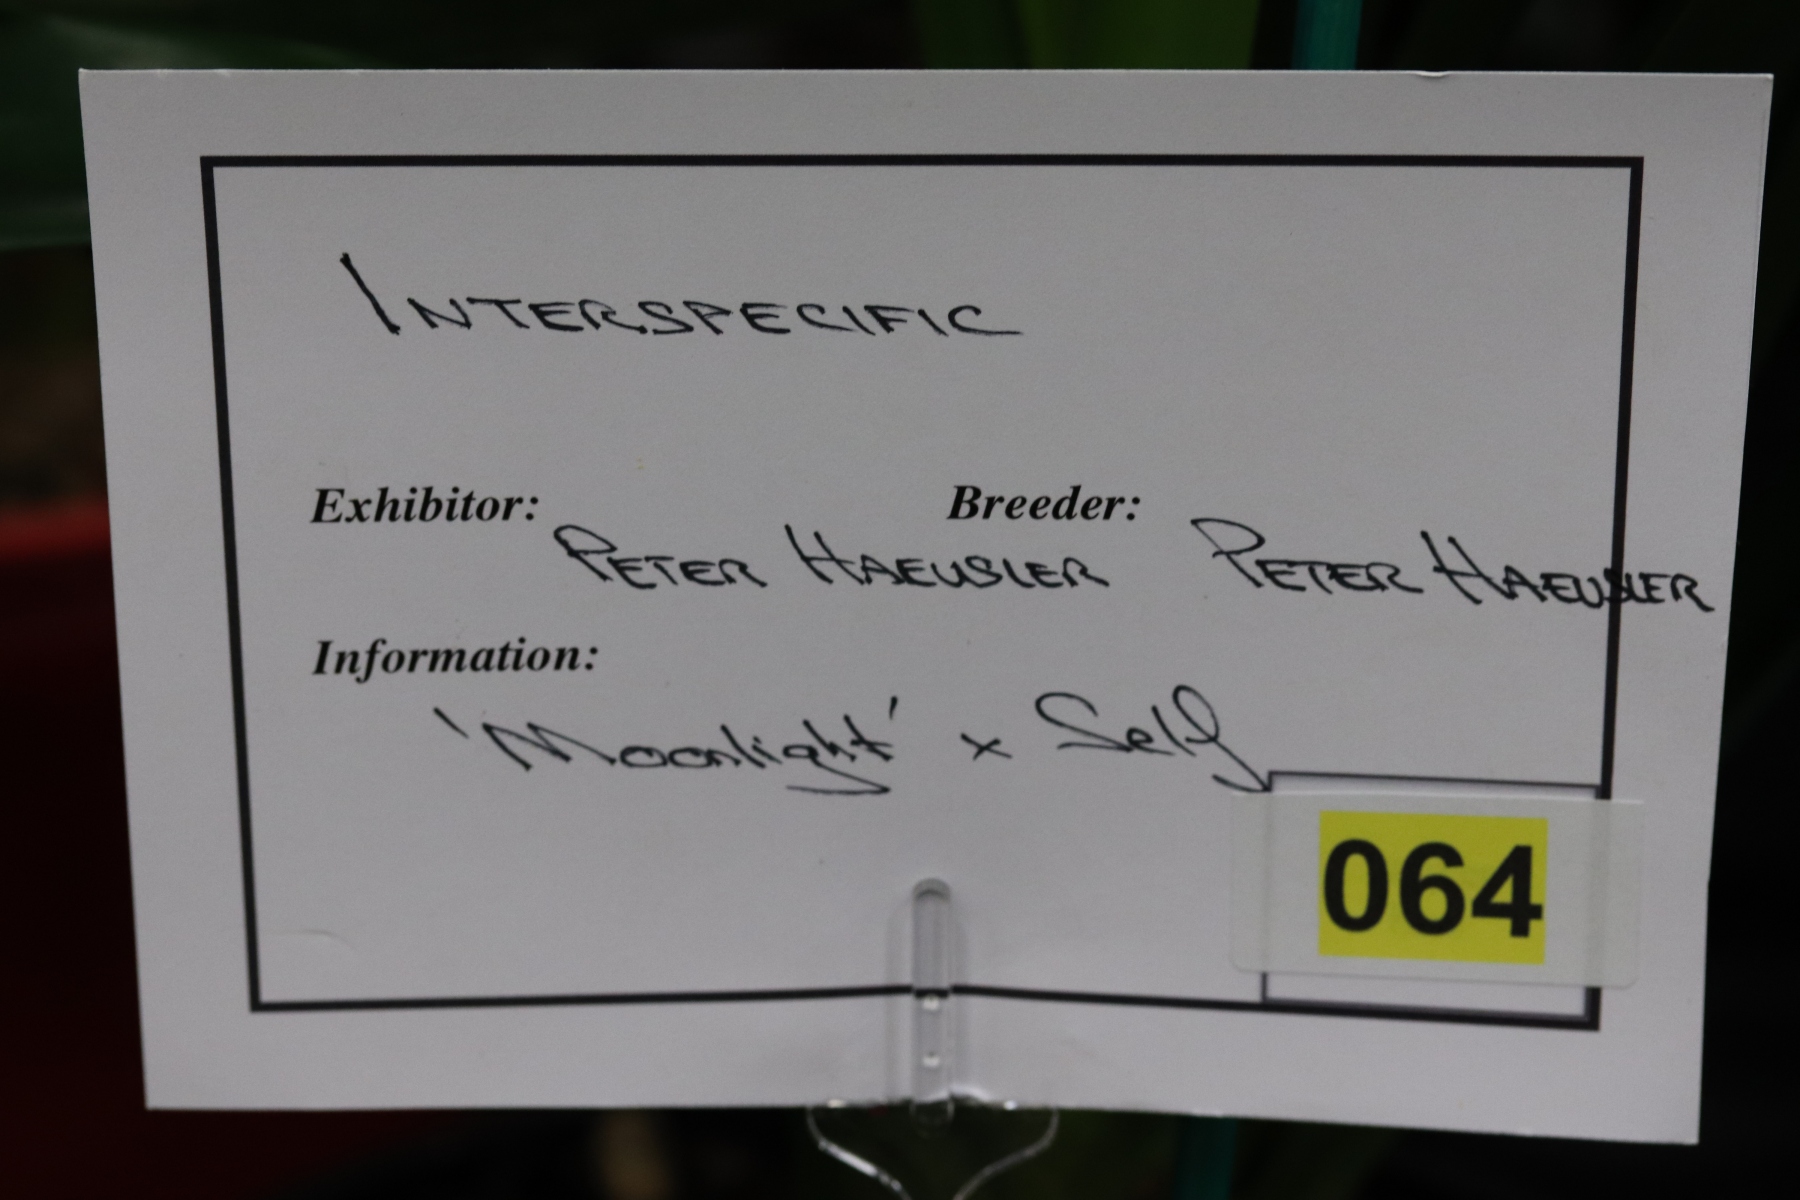 INTERSPECIFIC
Exhibitor: Breeder:
PETER HAEUSLER PETER HAEUSLER
Information:
'Moonlight' x Self
064